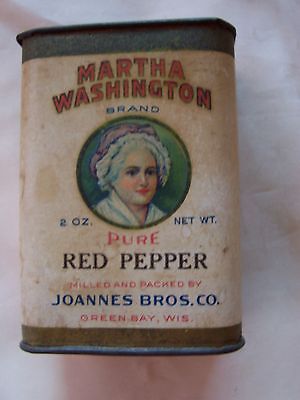 MARTHA
WASHINGTON
BRAND
2 OZ. NET WT.
PURE
RED PEPPER
MILLED AND PACKED BY
JOANNES BROS. CO.
GREEN BAY, WIS.